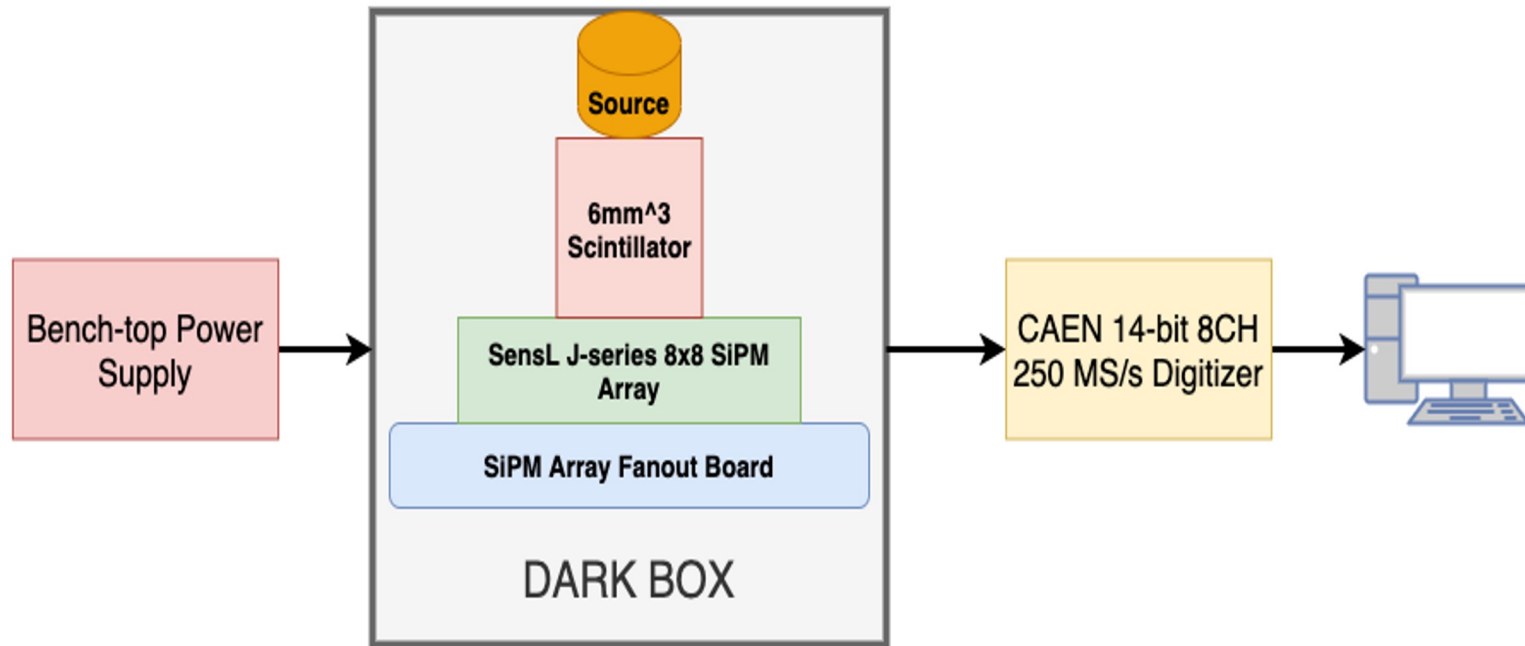 Source
6mm^3
Scintillator
Bench-top Power
Supply
SensL J-series 8x8 SiPM
Array
CAEN 14-bit 8CH
250 MS/s Digitizer
SiPM Array Fanout Board
DARK BOX